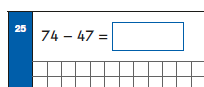 25
74 – 47 =